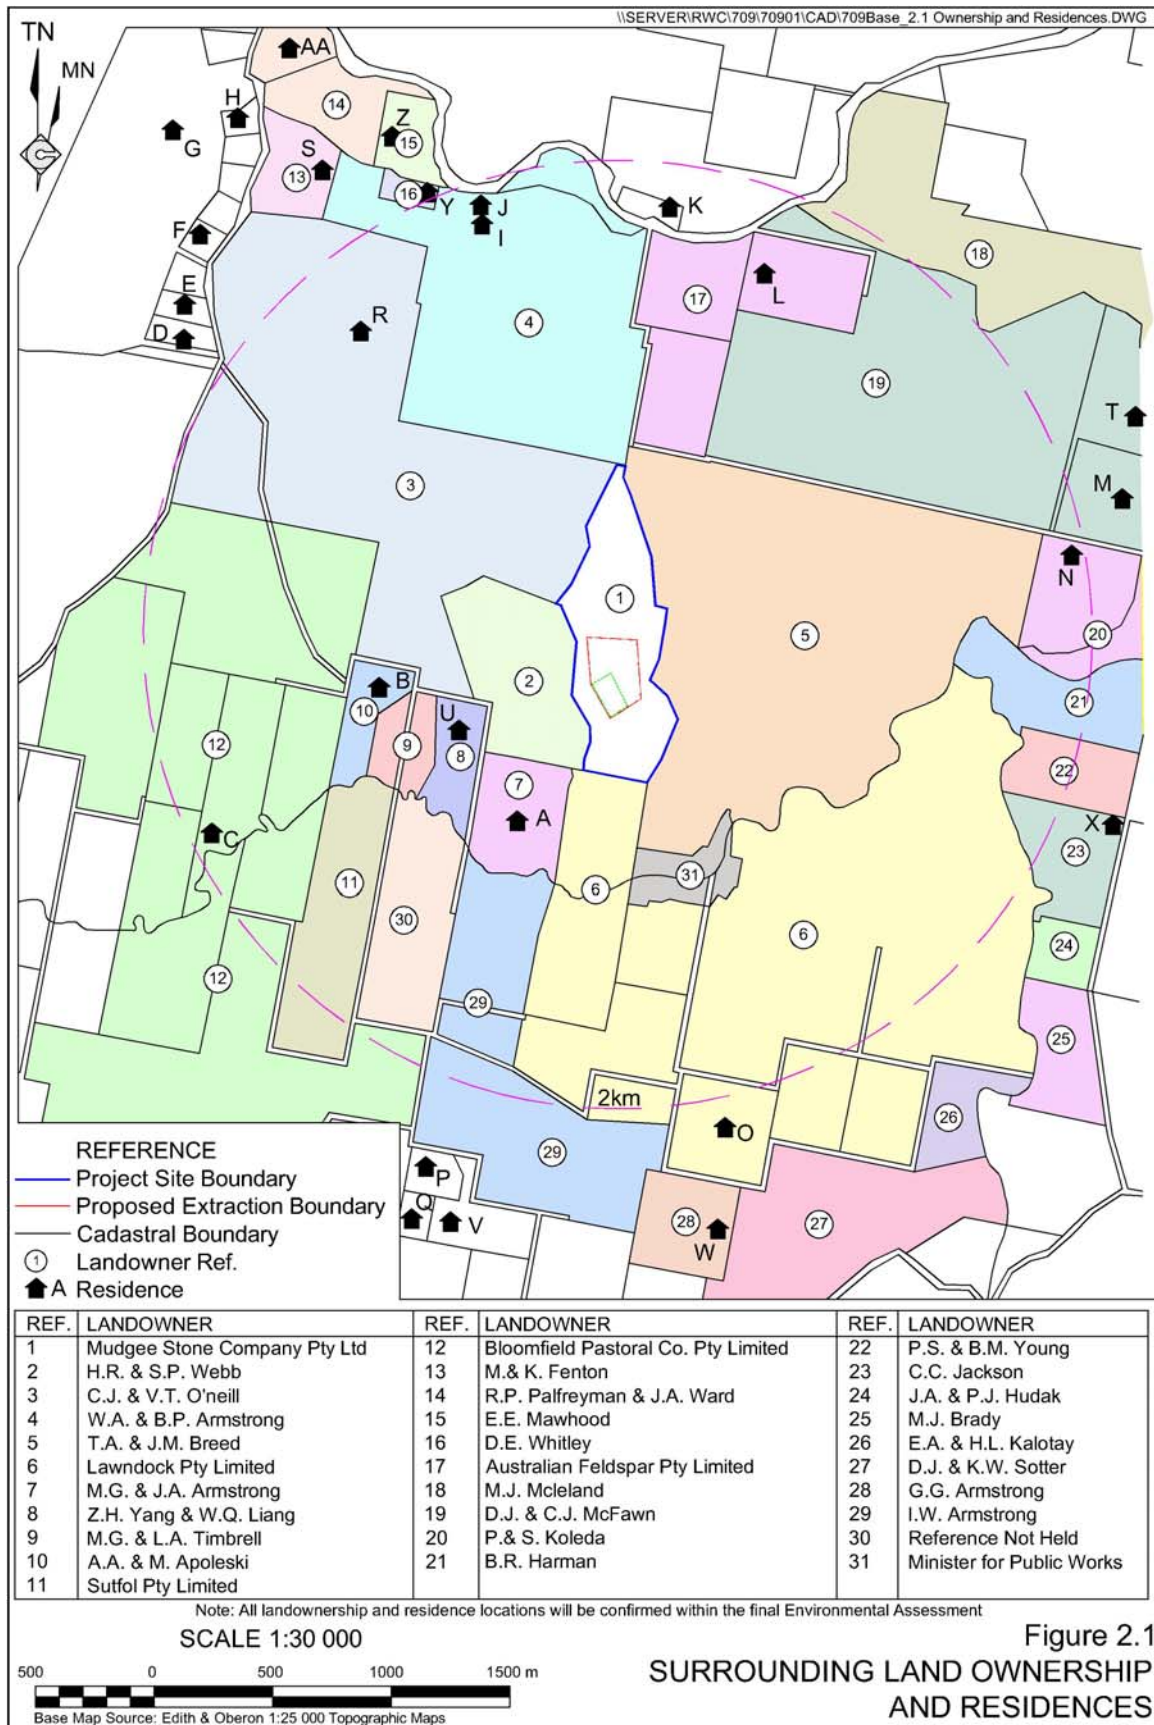 \\SERVER\RWC\709\70901\CAD\709Base_2.1 Ownership and Residences.DWG
TN
MN
AA
H
14
Z
G
15
S
13
16
Y
J
K
F
I
18
L
17
E
R
4
D
19
T
3
M
N
1
5
20
2
B
10
21
U
12
9
8
22
7
A
X
C
23
31
11
6
30
6
24
12
29
25
2km
26
O
29
P
Q
V
28
27
W
REFERENCE
Project Site Boundary
Proposed Extraction Boundary
Cadastral Boundary
1 Landowner Ref.
A Residence
REF. LANDOWNER REF. LANDOWNER REF. LANDOWNER
1 Mudgee Stone Company Pty Ltd 12 Bloomfield Pastoral Co. Pty Limited 22 P.S. & B.M. Young
2 H.R. & S.P. Webb 13 M.& K. Fenton 23 C.C. Jackson
3 C.J. & V.T. O'neill 14 R.P. Palfreyman & J.A. Ward 24 J.A. & P.J. Hudak
4 W.A. & B.P. Armstrong 15 E.E. Mawhood 25 M.J. Brady
5 T.A. & J.M. Breed 16 D.E. Whitley 26 E.A. & H.L. Kalotay
6 Lawndock Pty Limited 17 Australian Feldspar Pty Limited 27 D.J. & K.W. Sotter
7 M.G. & J.A. Armstrong 18 M.J. Mcleland 28 G.G. Armstrong
8 Z.H. Yang & W.Q. Liang 19 D.J. & C.J. McFawn 29 I.W. Armstrong
9 M.G. & L.A. Timbrell 20 P.& S. Koleda 30 Reference Not Held
10 A.A. & M. Apoleski 21 B.R. Harman 31 Minister for Public Works
11 Sutfol Pty Limited
Note: All landownership and residence locations will be confirmed within the final Environmental Assessment
SCALE 1:30 000
Figure 2.1
500 0 500 1000 1500 m
SURROUNDING LAND OWNERSHIP
AND RESIDENCES
Base Map Source: Edith & Oberon 1:25 000 Topographic Maps